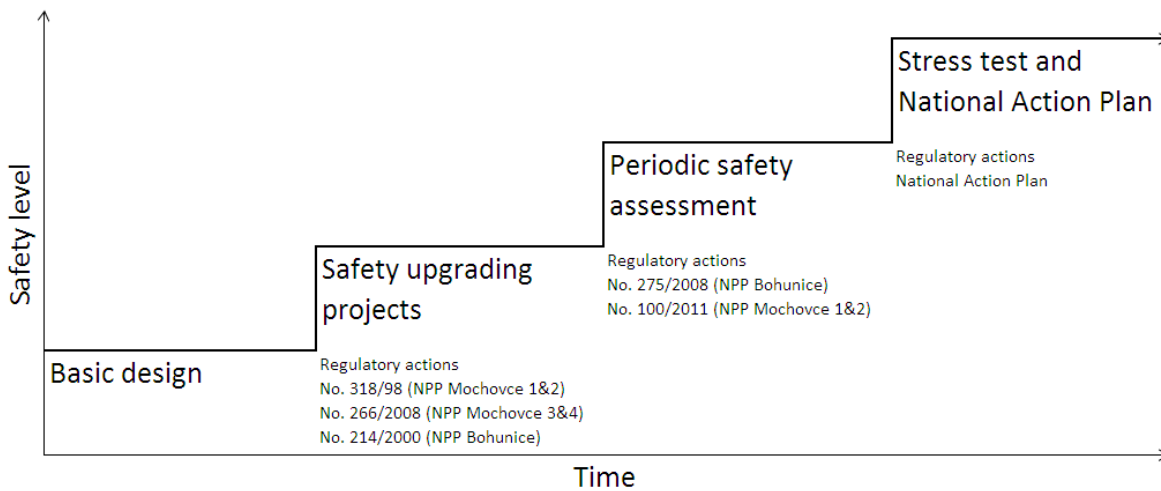 Safety level
Stress test and
National Action Plan
Regulatory actions
National Action Plan
Periodic safety
assessment
Regulatory actions
No. 275/2008 (NPP Bohunice)
No. 100/2011 (NPP Mochovce 1&2)
Safety upgrading
projects
Regulatory actions
No. 318/98 (NPP Mochovce 1&2)
No. 266/2008 (NPP Mochovce 3&4)
No. 214/2000 (NPP Bohunice)
Basic design
Time